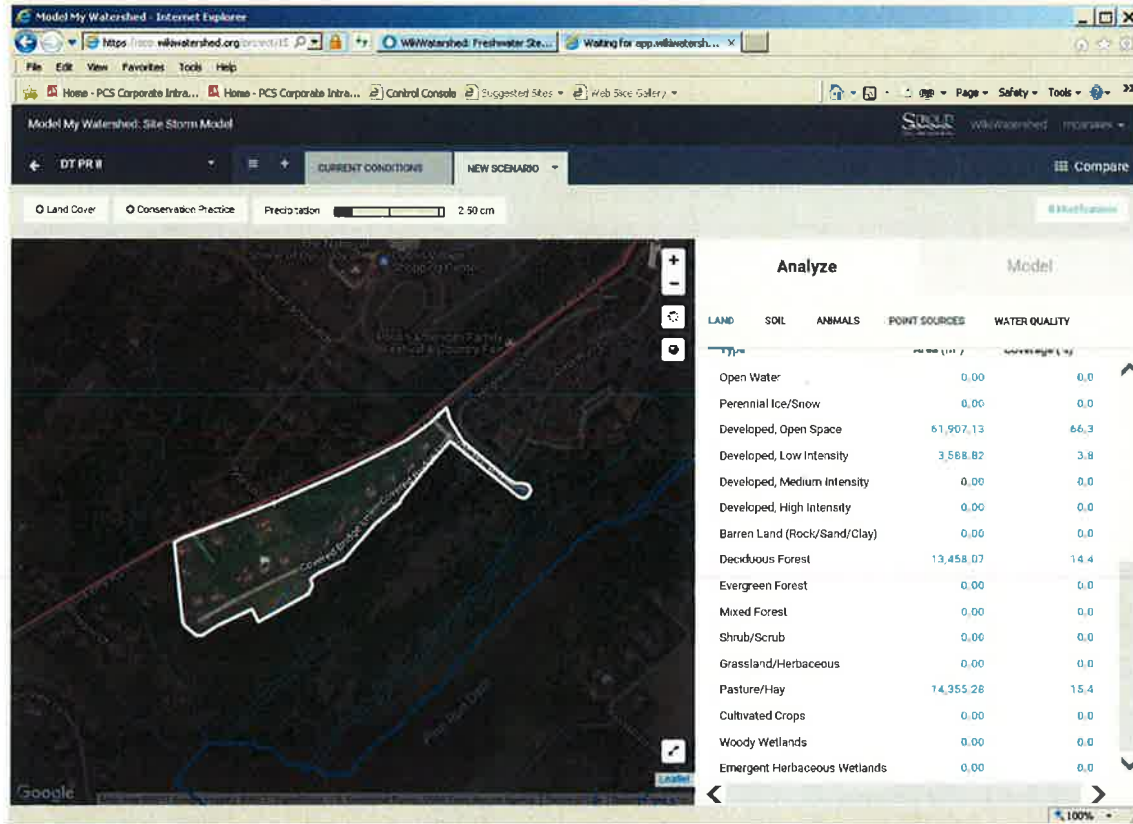 Model My Watershed - Internet Explorer
WikiWatershed: Freshwater Ste...
Waiting for app.wikiwatersh...
File Edit View Favorites Tools Help
Home - PCS Corporate Intra... Home - PCS Corporate Intra... Control Console Suggested Sites Web Slice Gallery
Page Safety Tools
Model My Watershed: Site Storm Model
WikiWatershed
DT PR II
CURRENT CONDITIONS
NEW SCENARIO
Compare
Land Cover
Conservation Practice
Precipitation
2.50 cm
Analyze
Model
LAND SOIL ANIMALS POINT SOURCES WATER QUALITY
Type Area (m²) Coverage (%)
Open Water 0.00 0.0
Perennial Ice/Snow 0.00 0.0
Developed, Open Space 61,907.13 66.3
Developed, Low Intensity 3,588.82 3.8
Developed, Medium Intensity 0.00 0.0
Developed, High Intensity 0.00 0.0
Barren Land (Rock/Sand/Clay) 0.00 0.0
Deciduous Forest 13,458.07 14.4
Evergreen Forest 0.00 0.0
Mixed Forest 0.00 0.0
Shrub/Scrub 0.00 0.0
Grassland/Herbaceous 0.00 0.0
Pasture/Hay 14,355.28 15.4
Cultivated Crops 0.00 0.0
Woody Wetlands 0.00 0.0
Emergent Herbaceous Wetlands 0.00 0.0
Covered Bridge
Google
Leaflet
100%